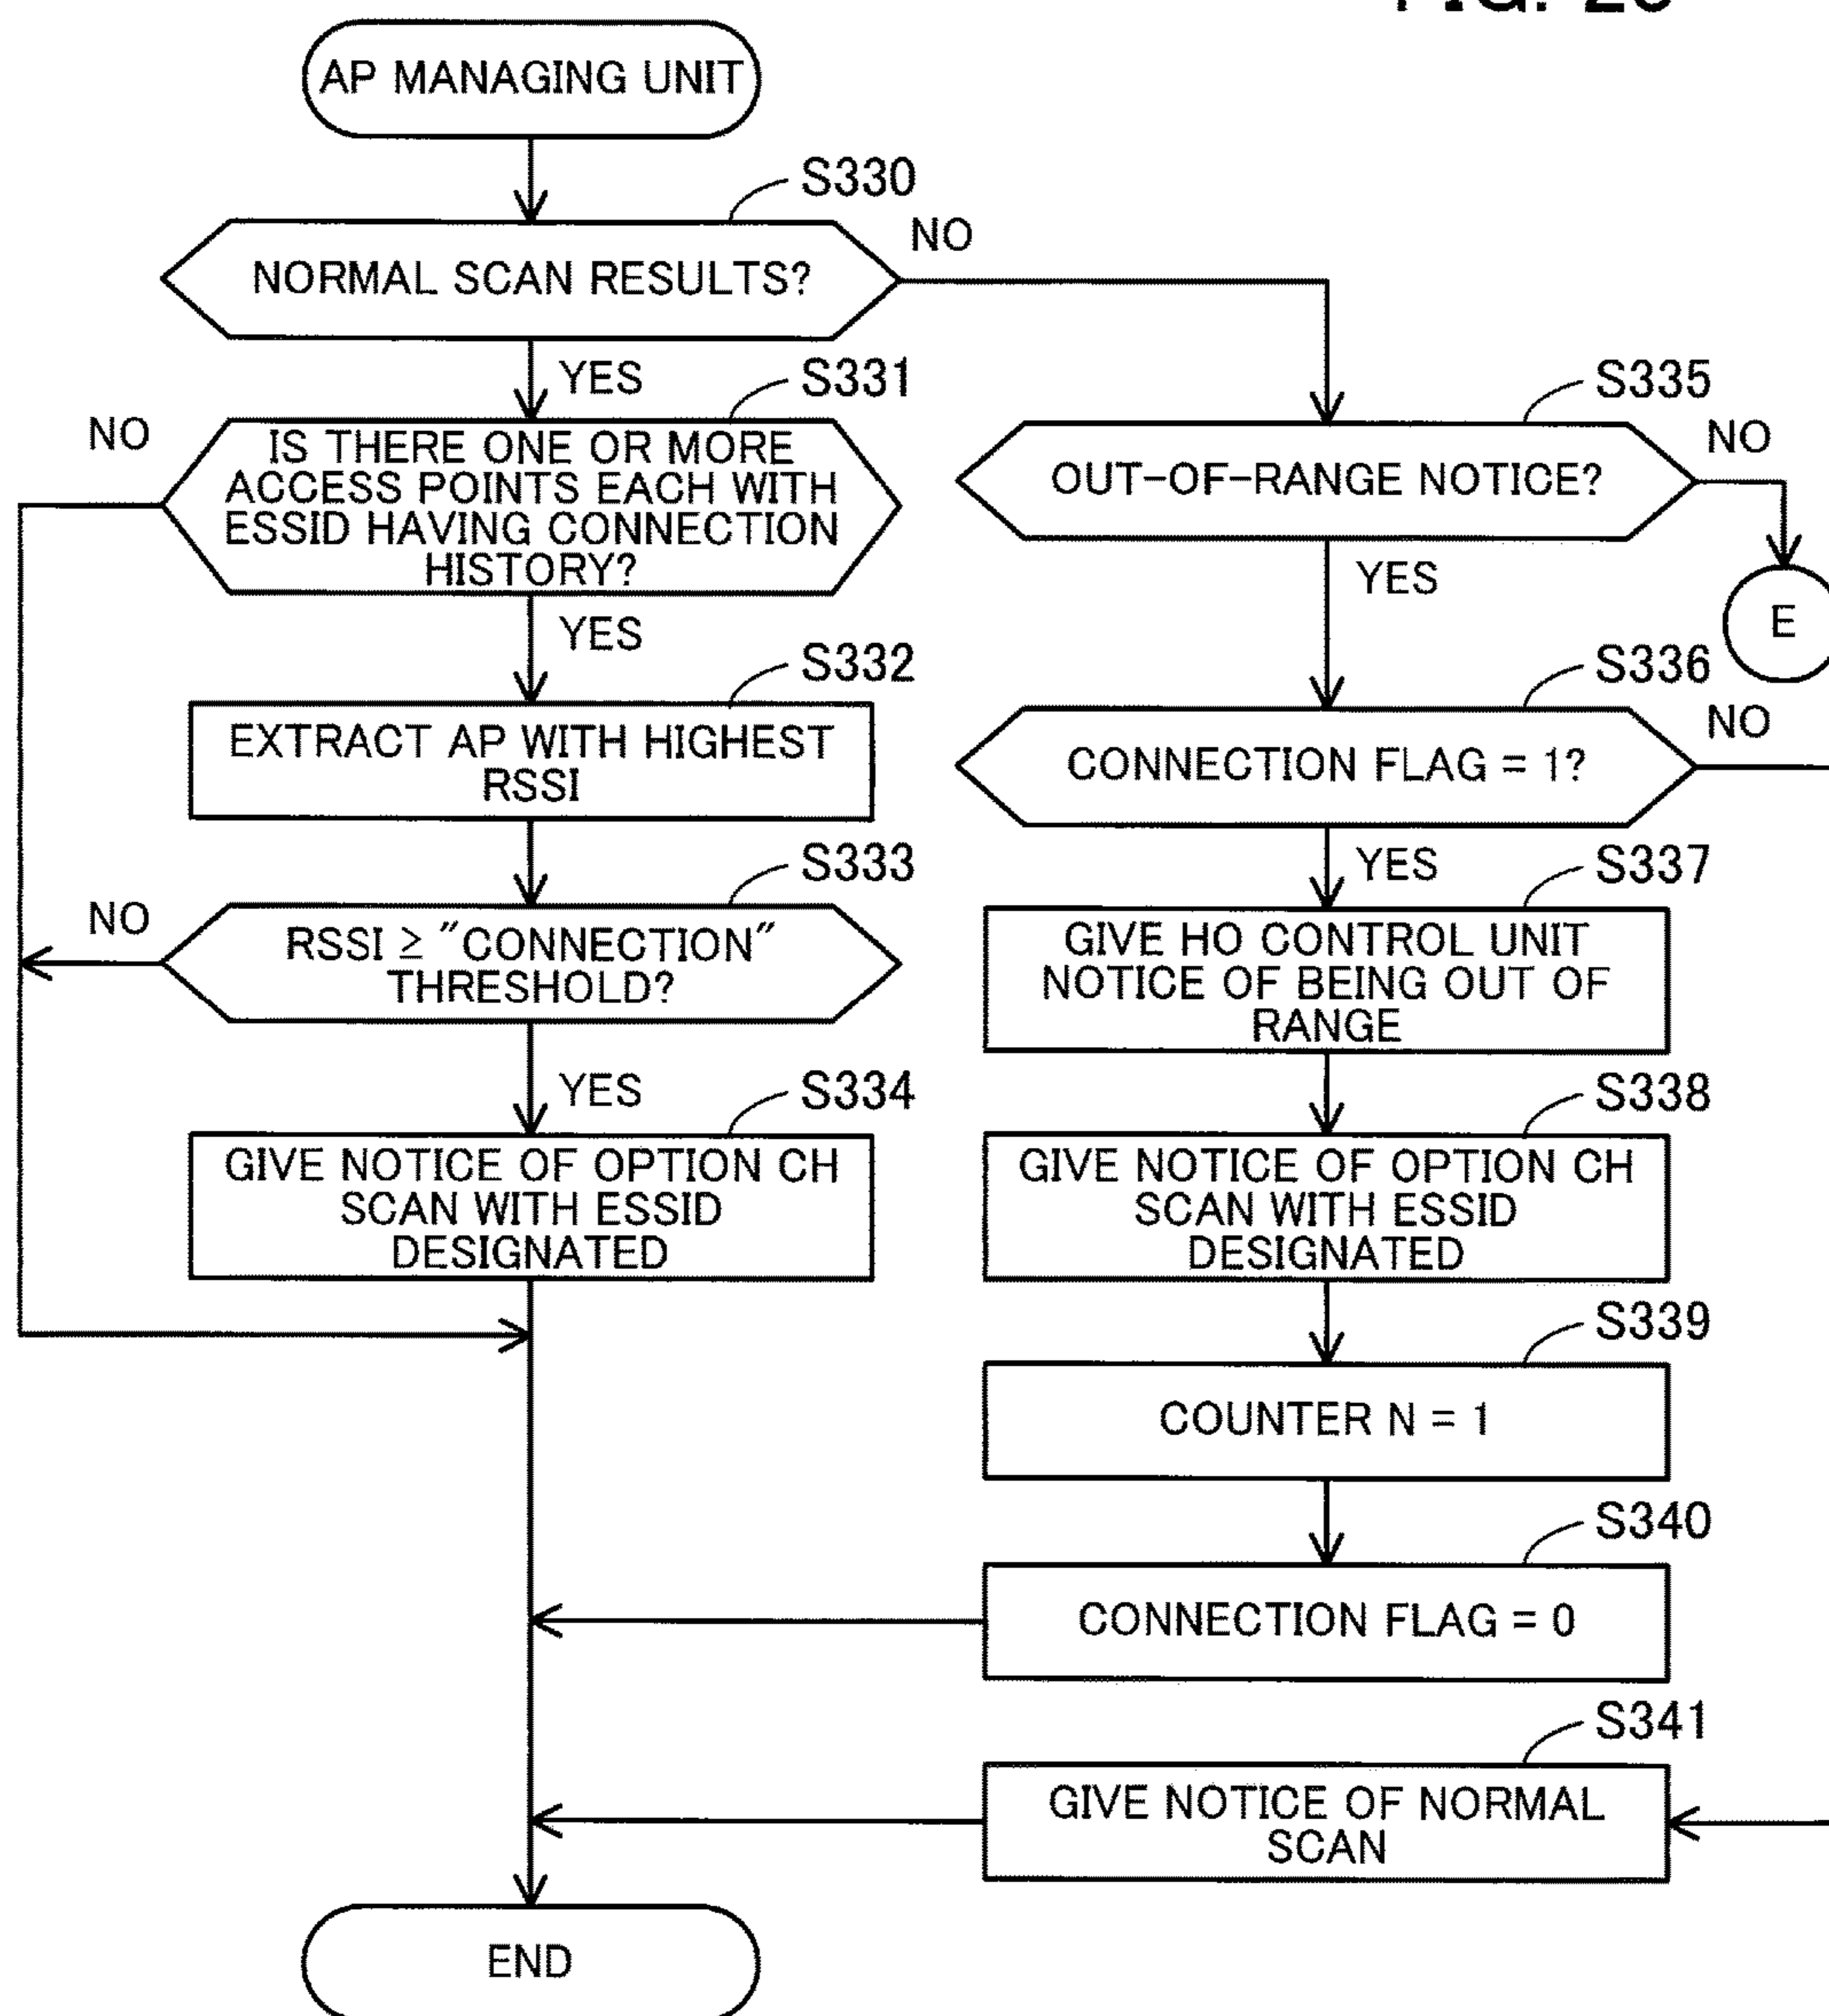 AP MANAGING UNIT
S330
NORMAL SCAN RESULTS?
NO
YES
S331
NO
IS THERE ONE OR MORE
ACCESS POINTS EACH WITH
ESSID HAVING CONNECTION
HISTORY?
YES
S332
EXTRACT AP WITH HIGHEST
RSSI
S333
NO
RSSI ≥ "CONNECTION"
THRESHOLD?
YES
S334
GIVE NOTICE OF OPTION CH
SCAN WITH ESSID
DESIGNATED
S335
OUT-OF-RANGE NOTICE?
NO
E
YES
S336
CONNECTION FLAG = 1?
NO
YES
S337
GIVE HO CONTROL UNIT
NOTICE OF BEING OUT OF
RANGE
S338
GIVE NOTICE OF OPTION CH
SCAN WITH ESSID
DESIGNATED
S339
COUNTER N = 1
S340
CONNECTION FLAG = 0
S341
GIVE NOTICE OF NORMAL
SCAN
END